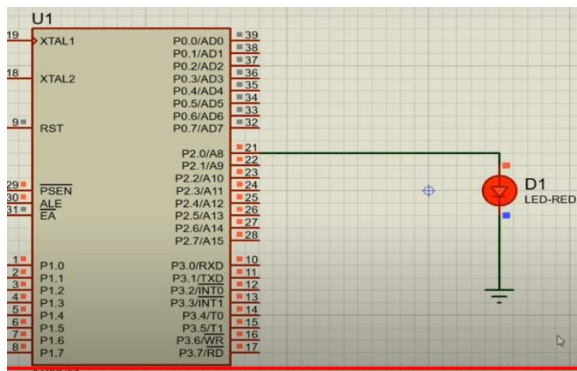 U1
19 XTAL1
18 XTAL2
9 RST
29 PSEN
30 ALE
31 EA
1 P1.0
2 P1.1
3 P1.2
4 P1.3
5 P1.4
6 P1.5
7 P1.6
8 P1.7
P0.0/AD0 39
P0.1/AD1 38
P0.2/AD2 37
P0.3/AD3 36
P0.4/AD4 35
P0.5/AD5 34
P0.6/AD6 33
P0.7/AD7 32
P2.0/A8 21
P2.1/A9 22
P2.2/A10 23
P2.3/A11 24
P2.4/A12 25
P2.5/A13 26
P2.6/A14 27
P2.7/A15 28
P3.0/RXD 10
P3.1/TXD 11
P3.2/INT0 12
P3.3/INT1 13
P3.4/T0 14
P3.5/T1 15
P3.6/WR 16
P3.7/RD 17
D1
LED-RED